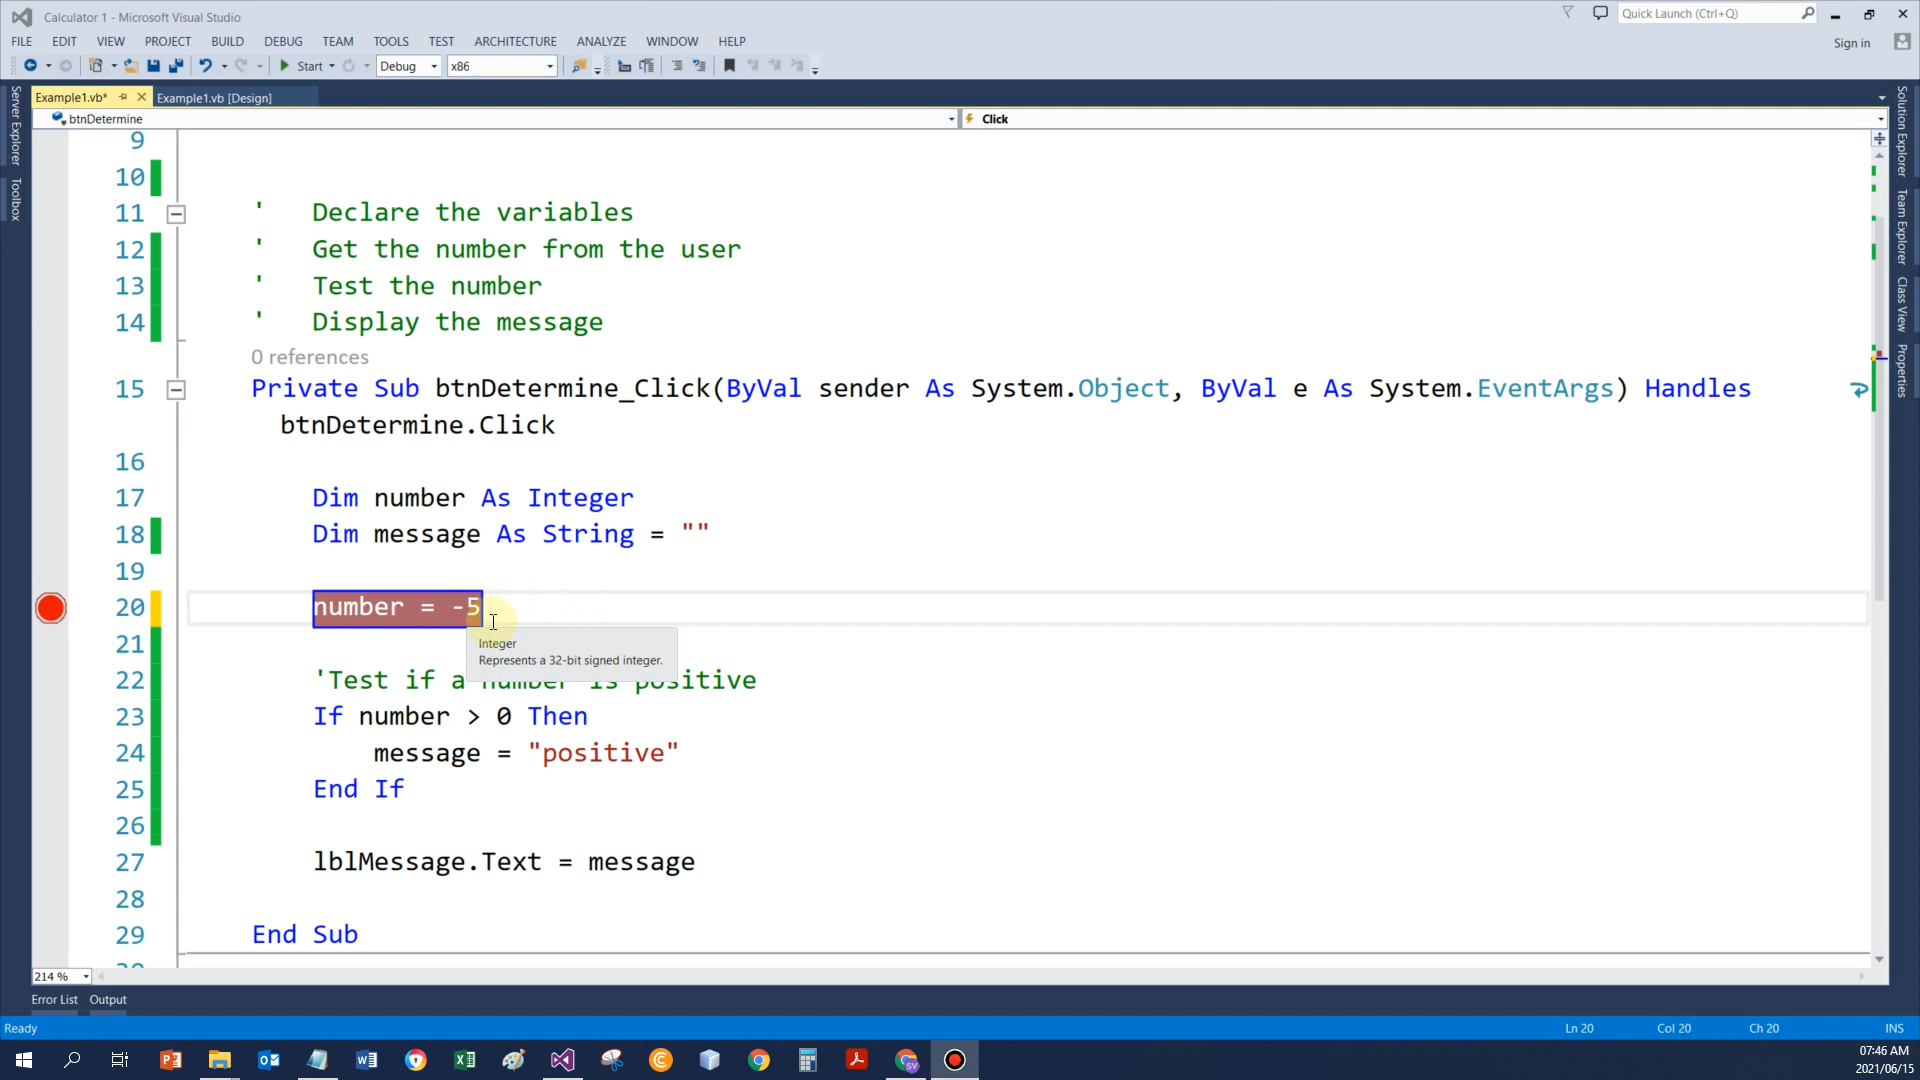 Calculator 1 - Microsoft Visual Studio
Quick Launch (Ctrl+Q)
FILE EDIT VIEW PROJECT BUILD DEBUG TEAM TOOLS TEST ARCHITECTURE ANALYZE WINDOW HELP
Sign in
Start Debug x86
Example1.vb* Example1.vb [Design]
btnDetermine Click
Server Explorer
Toolbox
Solution Explorer
Team Explorer
Class View
Properties
9
10
11 ' Declare the variables
12 ' Get the number from the user
13 ' Test the number
14 ' Display the message
0 references
15 Private Sub btnDetermine_Click(ByVal sender As System.Object, ByVal e As System.EventArgs) Handles
btnDetermine.Click
16
17 Dim number As Integer
18 Dim message As String = ""
19
20 number = -5
Integer
Represents a 32-bit signed integer.
21
22 'Test if a number is positive
23 If number > 0 Then
24 message = "positive"
25 End If
26
27 lblMessage.Text = message
28
29 End Sub
214 %
Error List Output
Ready Ln 20 Col 20 Ch 20 INS
07:46 AM
2021/06/15